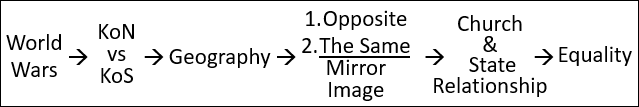 World
Wars
→
KoN
vs
KoS
→
Geography
→
1.Opposite
2.The Same
Mirror
Image
→
Church
&
State
Relationship
→
Equality